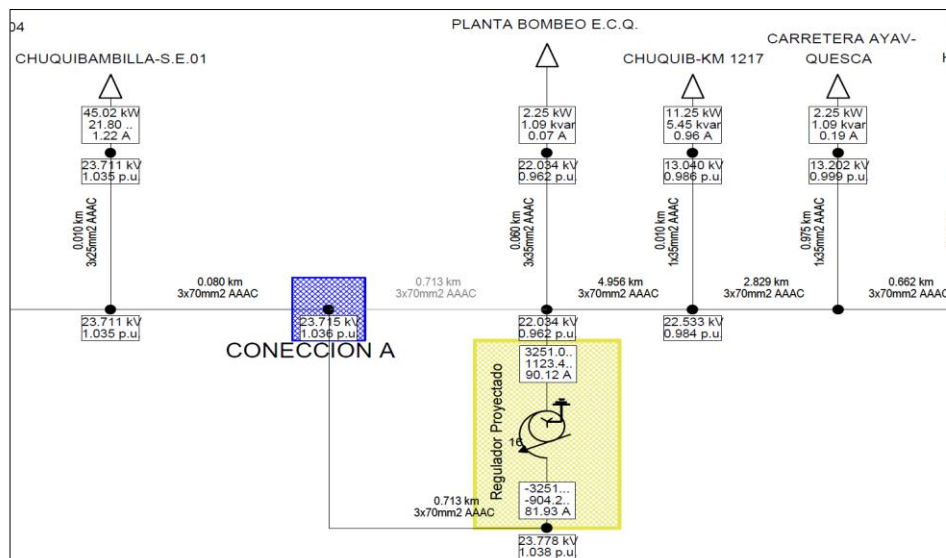 04
PLANTA BOMBEO E.C.Q.
CHUQUIBAMBILLA-S.E.01
CHUQUIB-KM 1217
CARRETERA AYAV-
QUESCA
45.02 kW
21.80 ..
1.22 A
2.25 kW
1.09 kvar
0.07 A
11.25 kW
5.45 kvar
0.96 A
2.25 kW
1.09 kvar
0.19 A
23.711 kV
1.035 p.u.
22.034 kV
0.962 p.u.
13.040 kV
0.986 p.u.
13.202 kV
0.999 p.u.
0.010 km
3x25mm2 AAAC
0.060 km
3x35mm2 AAAC
0.010 km
1x35mm2 AAAC
0.975 km
1x35mm2 AAAC
0.080 km
3x70mm2 AAAC
0.713 km
3x70mm2 AAAC
4.956 km
3x70mm2 AAAC
2.829 km
3x70mm2 AAAC
0.662 km
3x70mm2 AAAC
23.711 kV
1.035 p.u.
23.715 kV
1.036 p.u.
CONECCION A
22.034 kV
0.962 p.u.
22.533 kV
0.984 p.u.
3251.0..
1123.4..
90.12 A
Regulador Proyectado
16
-3251...
-904.2..
81.93 A
0.713 km
3x70mm2 AAAC
23.778 kV
1.038 p.u.